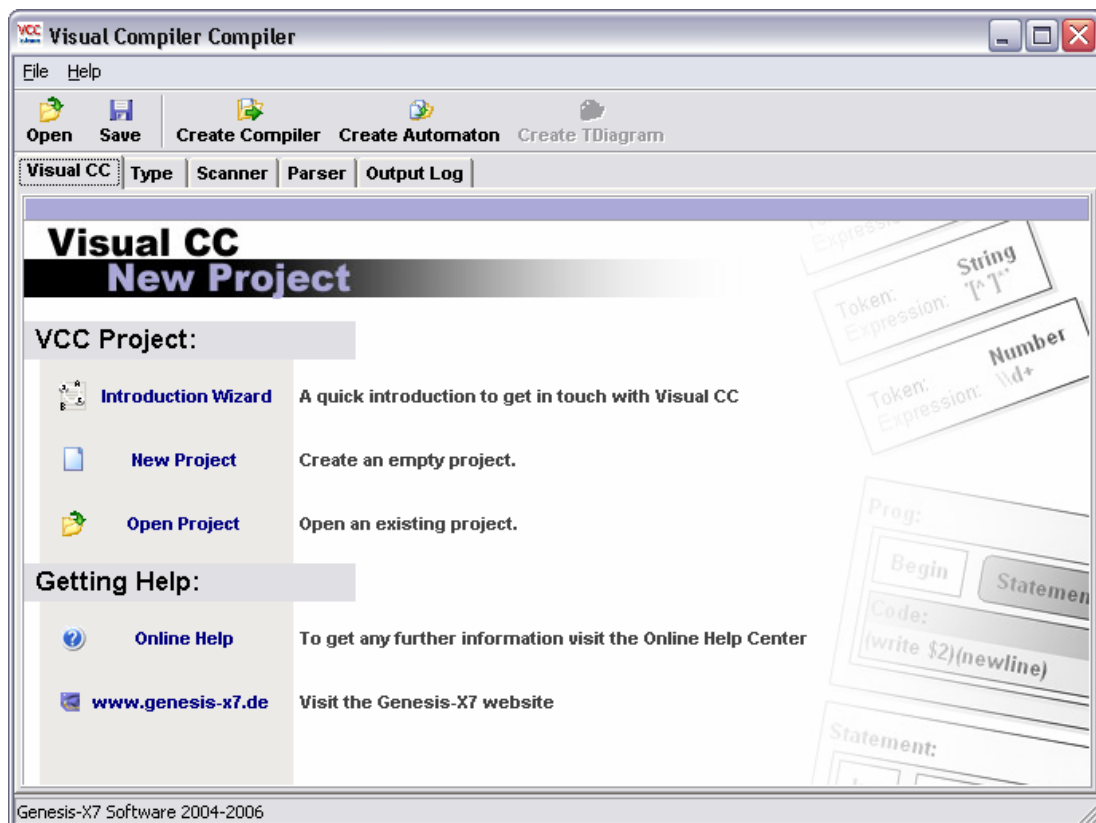 Visual Compiler Compiler
File Help
Open Save Create Compiler Create Automaton Create TDiagram
Visual CC Type Scanner Parser Output Log
Visual CC
New Project
VCC Project:
Introduction Wizard A quick introduction to get in touch with Visual CC
New Project Create an empty project.
Open Project Open an existing project.
Getting Help:
Online Help To get any further information visit the Online Help Center
www.genesis-x7.de Visit the Genesis-X7 website
Expression:
Token: String
Expression:
Token: Number
Expression: \\d+
Prog:
Begin Statemen
Code:
(write $2)(newline)
Statement:
Genesis-X7 Software 2004-2006